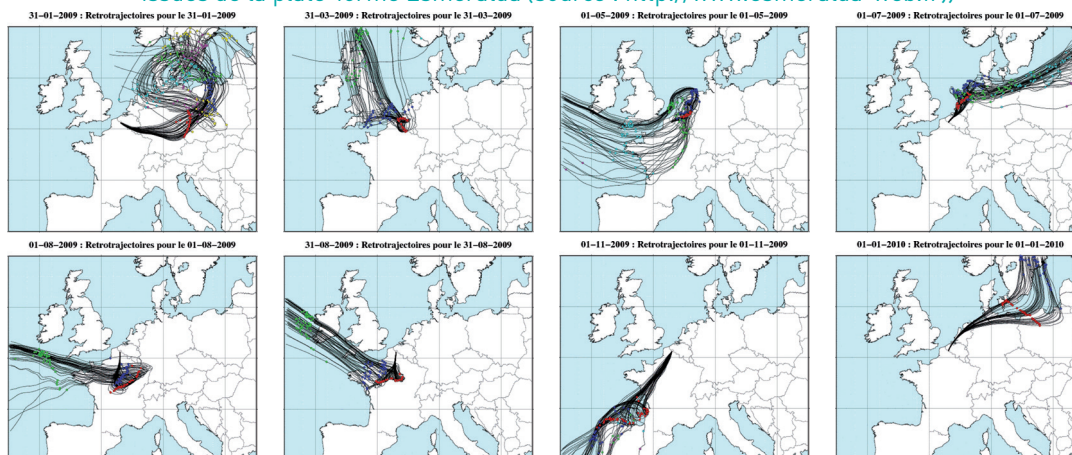 31-01-2009 : Retrotrajectoires pour le 31-01-2009
31-03-2009 : Retrotrajectoires pour le 31-03-2009
01-05-2009 : Retrotrajectoires pour le 01-05-2009
01-07-2009 : Retrotrajectoires pour le 01-07-2009
01-08-2009 : Retrotrajectoires pour le 01-08-2009
31-08-2009 : Retrotrajectoires pour le 31-08-2009
01-11-2009 : Retrotrajectoires pour le 01-11-2009
01-01-2010 : Retrotrajectoires pour le 01-01-2010